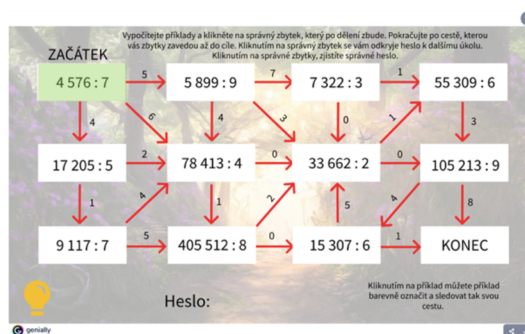 Vypočítejte příklady a klikněte na správný zbytek, který po dělení zbude. Pokračujte po cestě, kterou
vás zbytky zavedou až do cíle. Kliknutím na správný zbytek se vám odkryje heslo k dalšímu úkolu.
Kliknutím na správné zbytky, zjistíte správné heslo.
ZAČÁTEK
4 576 : 7 5 5 899 : 9 7 7 322 : 3 1 55 309 : 6
4 6 4 3 0 1 3
17 205 : 5 2 78 413 : 4 0 33 662 : 2 0 105 213 : 9
1 4 1 2 5 4 8
9 117 : 7 5 405 512 : 8 0 15 307 : 6 1 KONEC
Heslo:
Kliknutím na příklad můžete příklad
barevně označit a sledovat tak svou
cestu.
genially